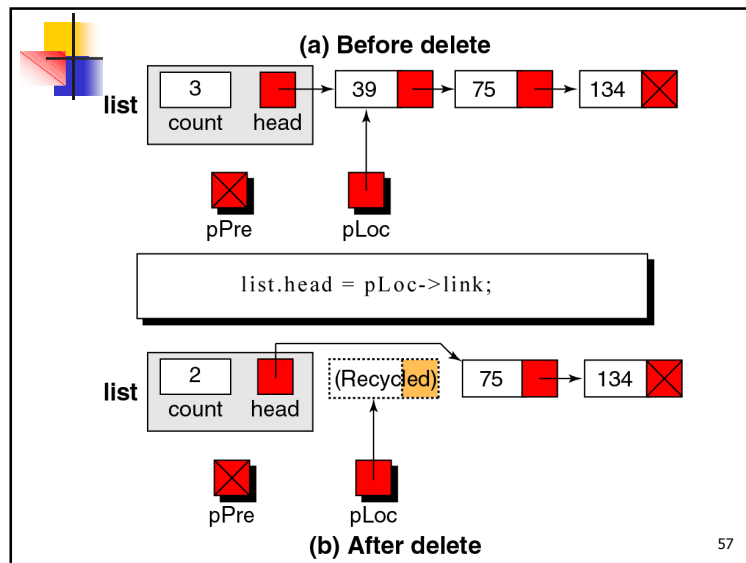 (a) Before delete
3
39
75
134
list
count
head
pPre
pLoc
list.head = pLoc->link;
2
(Recycled)
75
134
list
count
head
pPre
pLoc
(b) After delete
57